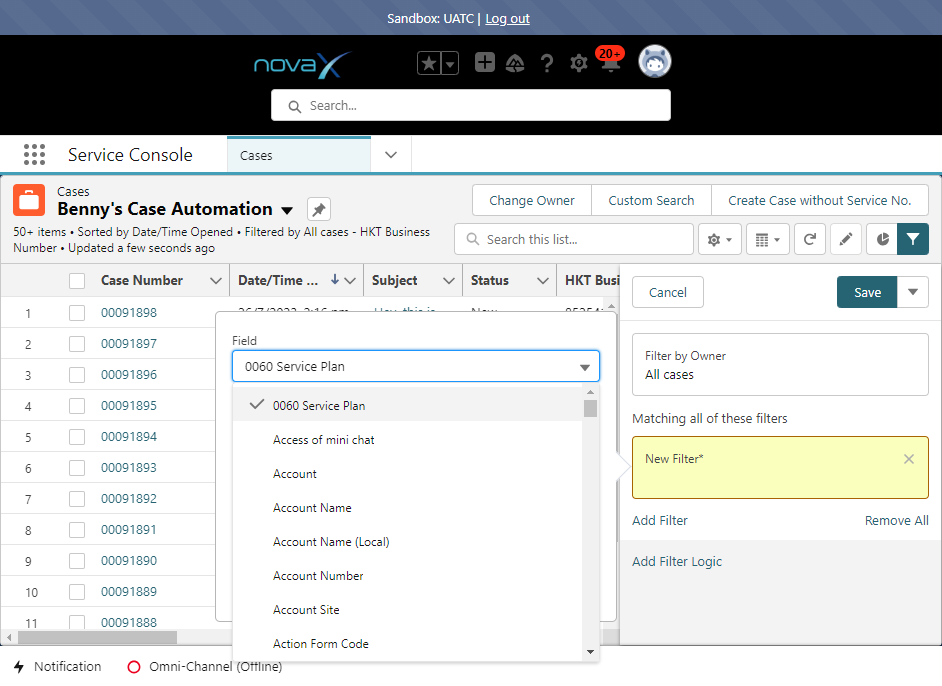 Sandbox: UATC | Log out
novaX
20+
Search...
Service Console
Cases
Cases
Benny's Case Automation
50+ items • Sorted by Date/Time Opened • Filtered by All cases - HKT Business
Number • Updated a few seconds ago
Change Owner
Custom Search
Create Case without Service No.
Search this list...
Case Number
Date/Time ...
Subject
Status
HKT Busi
1 00091898
2 00091897
3 00091896
4 00091895
5 00091894
6 00091893
7 00091892
8 00091891
9 00091890
10 00091889
11 00091888
Field
0060 Service Plan
0060 Service Plan
Access of mini chat
Account
Account Name
Account Name (Local)
Account Number
Account Site
Action Form Code
Cancel
Save
Filter by Owner
All cases
Matching all of these filters
New Filter*
Add Filter
Remove All
Add Filter Logic
Notification
Omni-Channel (Offline)